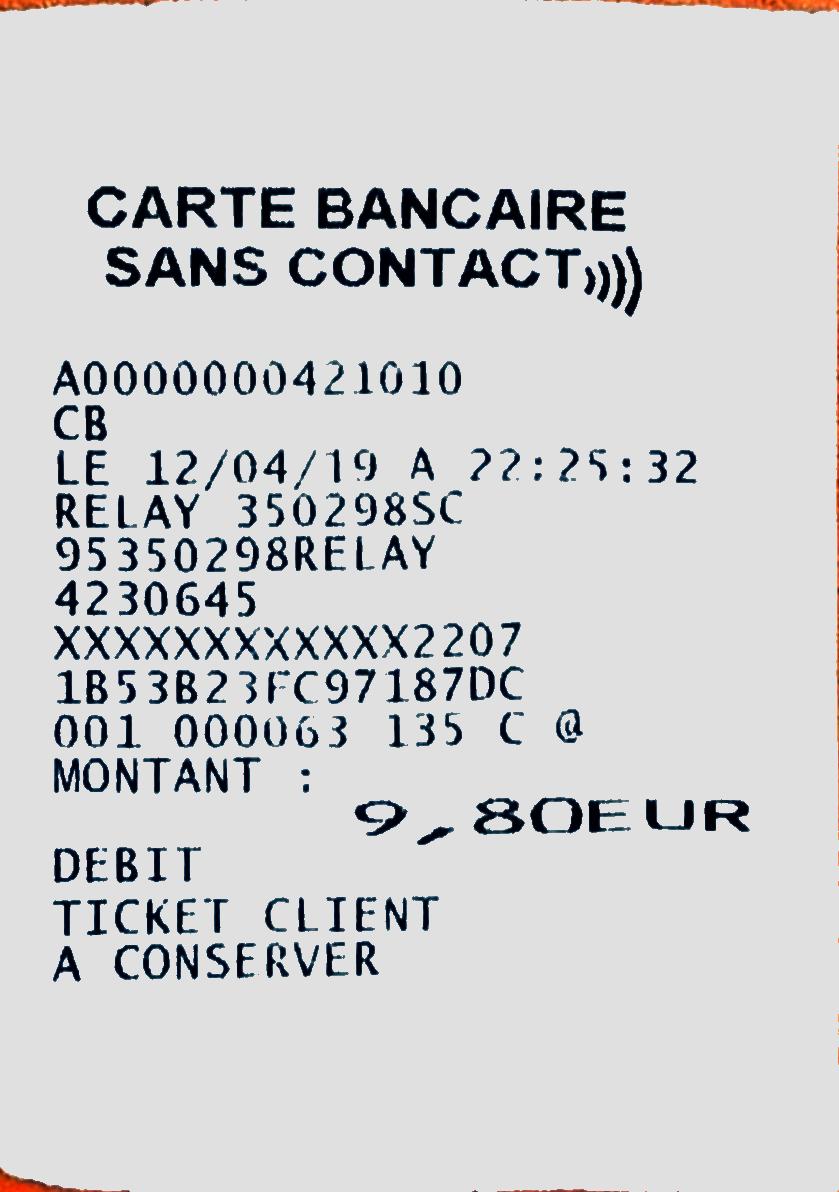 CARTE BANCAIRE
SANS CONTACT
A0000000421010
CB
LE 12/04/19 A 22:25:32
RELAY 350298SC
95350298RELAY
4230645
XXXXXXXXXXXX2207
1B53B23FC97187DC
001 000063 135 C @
MONTANT :
9,80EUR
DEBIT
TICKET CLIENT
A CONSERVER